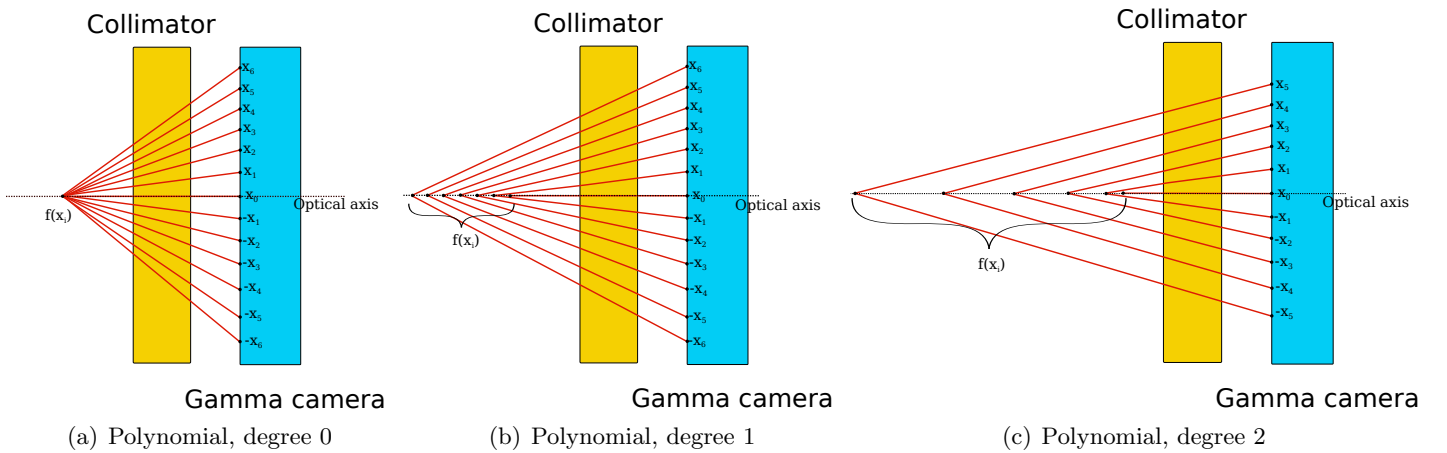 Collimator
x₆
x₅
x₄
x₃
x₂
x₁
x₀
-x₁
-x₂
-x₃
-x₄
-x₅
-x₆
f(xᵢ)
Optical axis
Gamma camera
(a) Polynomial, degree 0
Collimator
x₆
x₅
x₄
x₃
x₂
x₁
x₀
-x₁
-x₂
-x₃
-x₄
-x₅
-x₆
f(xᵢ)
Optical axis
Gamma camera
(b) Polynomial, degree 1
Collimator
x₅
x₄
x₃
x₂
x₁
x₀
-x₁
-x₂
-x₃
-x₄
-x₅
f(xᵢ)
Optical axis
Gamma camera
(c) Polynomial, degree 2